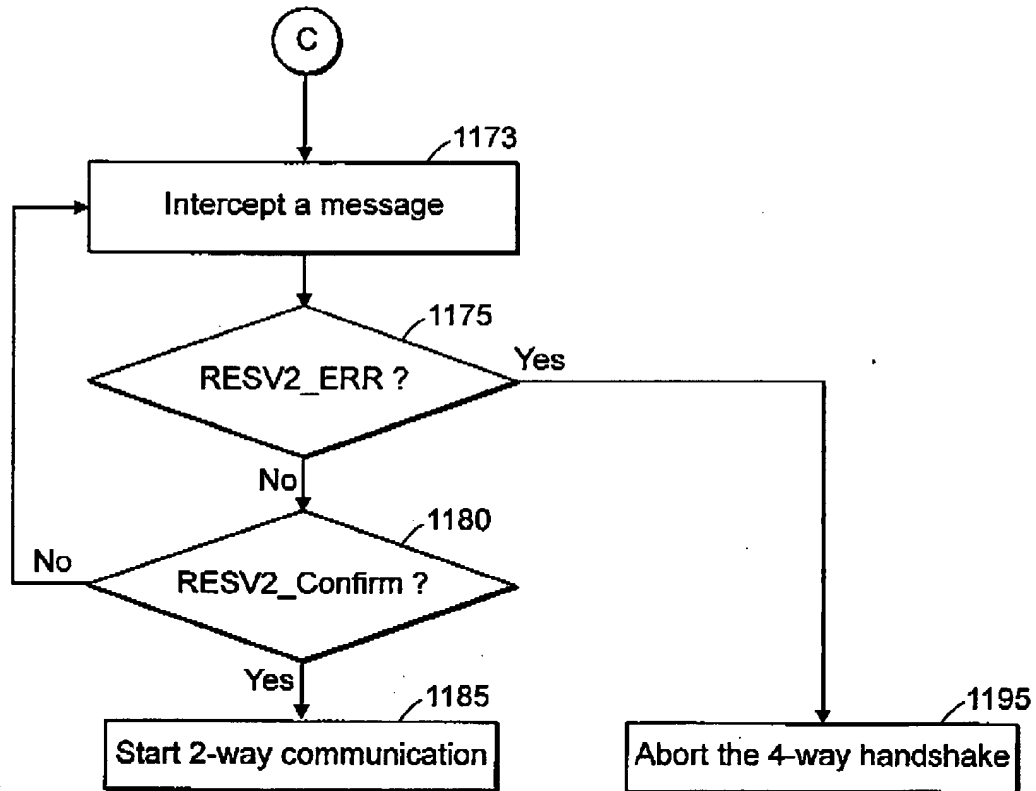 C
1173
Intercept a message
1175
RESV2_ERR ?
Yes
No
1180
RESV2_Confirm ?
No
Yes
1185
Start 2-way communication
1195
Abort the 4-way handshake